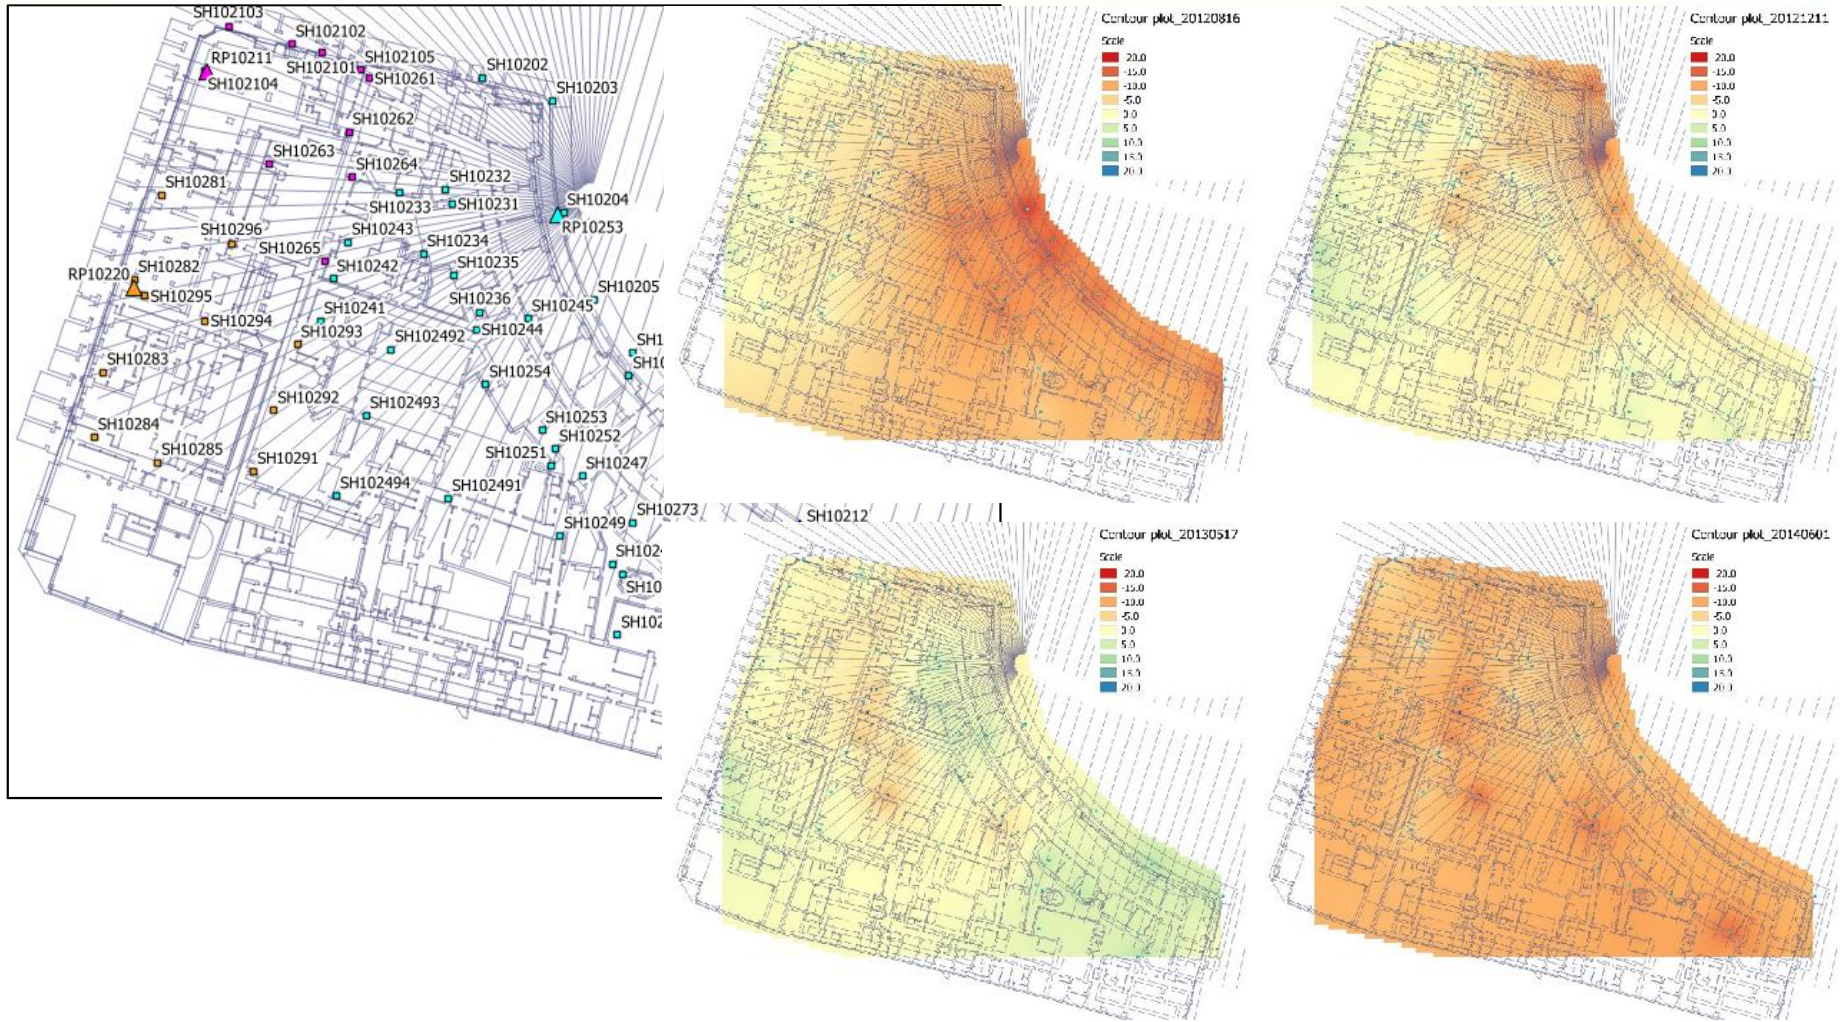 SH102103
SH102102
RP10211
SH102105
SH102101
SH10261
SH10202
SH102104
SH10203
SH10262
SH10263
SH10264
SH10281
SH10232
SH10233
SH10231
SH10204
RP10253
SH10296
SH10243
SH10265
SH10234
SH10242
SH10235
SH10282
RP10220
SH10295
SH10205
SH10241
SH10236
SH10245
SH10294
SH10293
SH102492
SH10244
SH1
SH10283
SH10
SH10254
SH10292
SH102493
SH10284
SH10253
SH10285
SH10291
SH10251
SH10252
SH10247
SH102494
SH102491
SH10249
SH10273
SH1024
SH10
SH102
SH10212
Contour plot_20120816
Scale
20.0
-15.0
-10.0
-5.0
0.0
5.0
10.0
15.0
20.0
Contour plot_20121211
Scale
20.0
-15.0
-10.0
-5.0
0.0
5.0
10.0
15.0
20.0
Contour plot_20130517
Scale
20.0
-15.0
-10.0
-5.0
0.0
5.0
10.0
15.0
20.0
Contour plot_20140601
Scale
20.0
-15.0
-10.0
-5.0
0.0
5.0
10.0
15.0
20.0